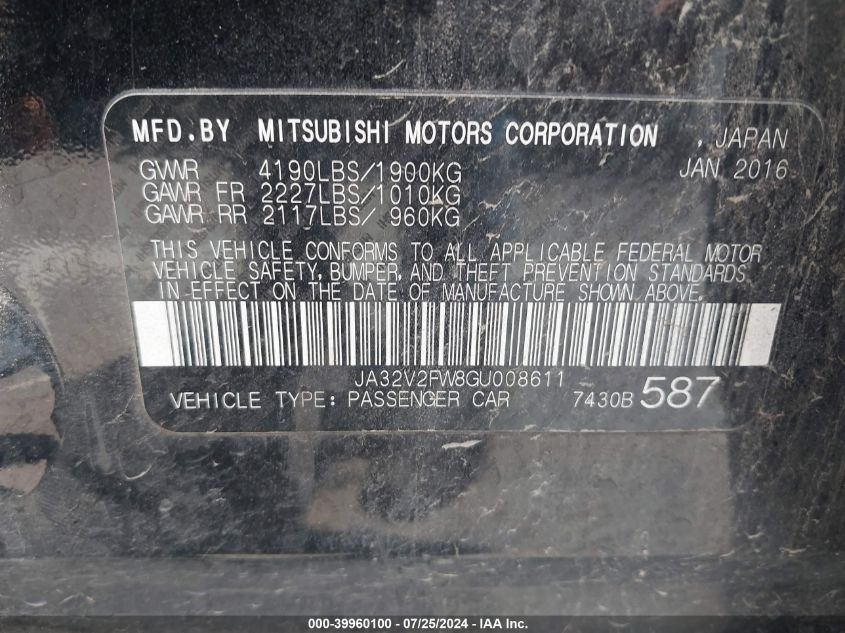 MFD.BY MITSUBISHI MOTORS CORPORATION , JAPAN
JAN 2016
GVWR 4190LBS/1900KG
GAWR FR 2227LBS/1010KG
GAWR RR 2117LBS/ 960KG
THIS VEHICLE CONFORMS TO ALL APPLICABLE FEDERAL MOTOR
VEHICLE SAFETY, BUMPER, AND THEFT PREVENTION STANDARDS
IN EFFECT ON THE DATE OF MANUFACTURE SHOWN ABOVE.
JA32V2FW8GU008611
VEHICLE TYPE: PASSENGER CAR 7430B 587
000-39960100 - 07/25/2024 - IAA Inc.